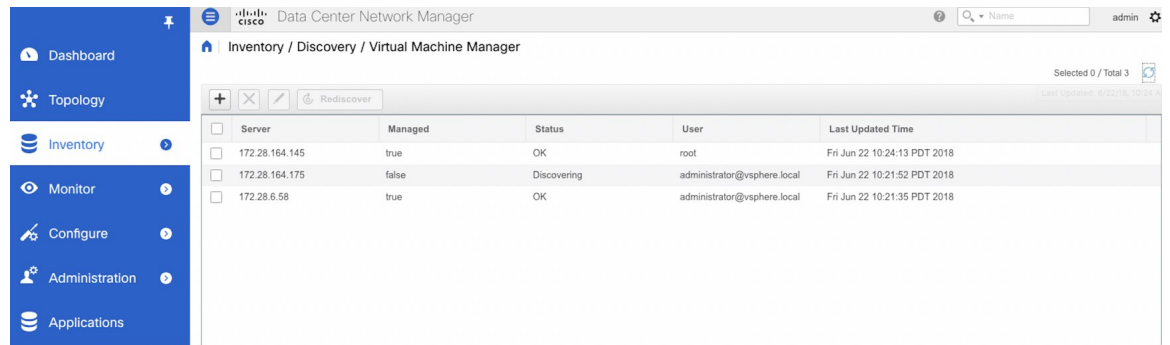 cisco Data Center Network Manager
Name
admin
Dashboard
Topology
Inventory
Monitor
Configure
Administration
Applications
Inventory / Discovery / Virtual Machine Manager
Selected 0 / Total 3
Rediscover
Server Managed Status User Last Updated Time
172.28.164.145 true OK root Fri Jun 22 10:24:13 PDT 2018
172.28.164.175 false Discovering administrator@vsphere.local Fri Jun 22 10:21:52 PDT 2018
172.28.6.58 true OK administrator@vsphere.local Fri Jun 22 10:21:35 PDT 2018